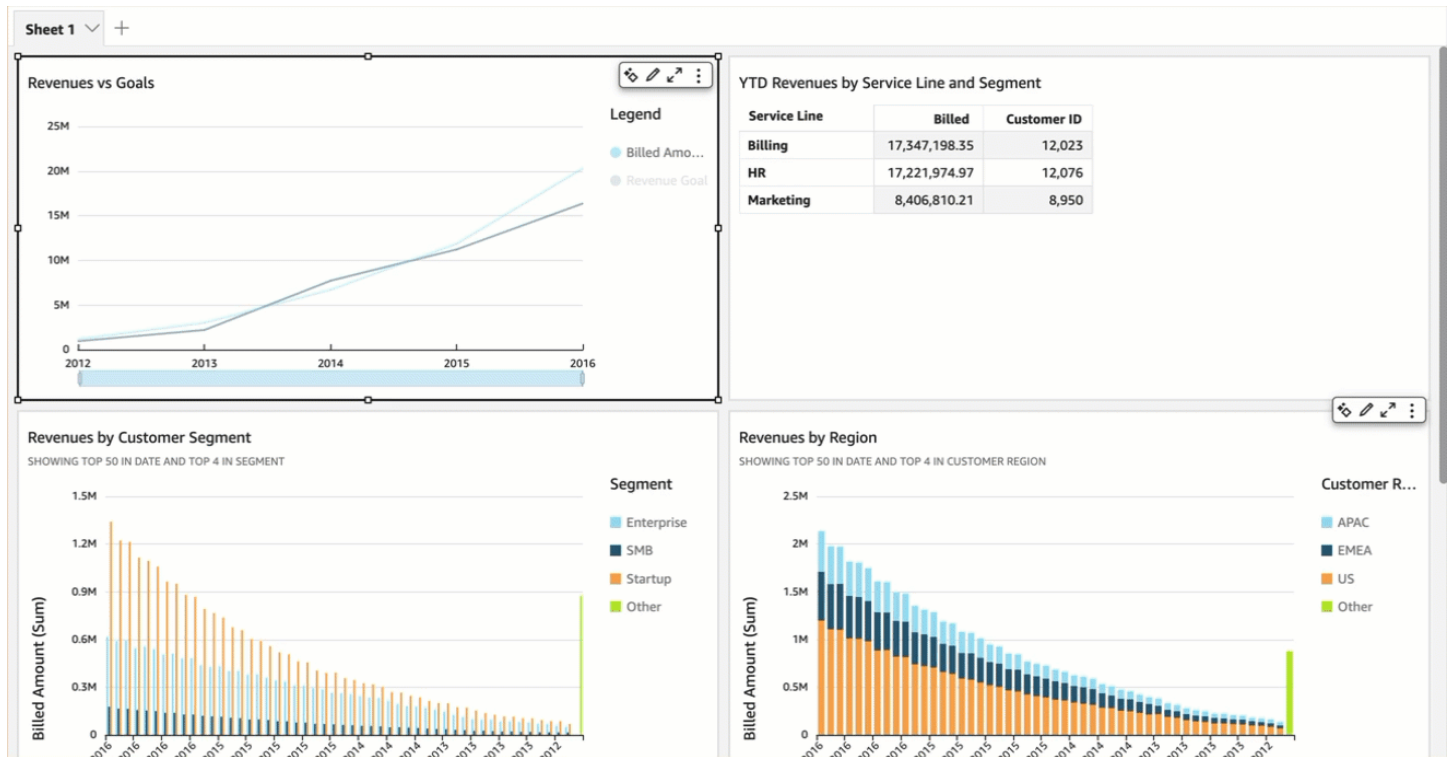 Sheet 1
Revenues vs Goals
Legend
Billed Amo...
Revenue Goal
25M
20M
15M
10M
5M
0
2012 2013 2014 2015 2016
YTD Revenues by Service Line and Segment
Service Line Billed Customer ID
Billing 17,347,198.35 12,023
HR 17,221,974.97 12,076
Marketing 8,406,810.21 8,950
Revenues by Customer Segment
SHOWING TOP 50 IN DATE AND TOP 4 IN SEGMENT
Segment
Enterprise
SMB
Startup
Other
Billed Amount (Sum)
1.5M
1.2M
0.9M
0.6M
0.3M
0
Revenues by Region
SHOWING TOP 50 IN DATE AND TOP 4 IN CUSTOMER REGION
Customer R...
APAC
EMEA
US
Other
Billed Amount (Sum)
2.5M
2M
1.5M
1M
0.5M
0